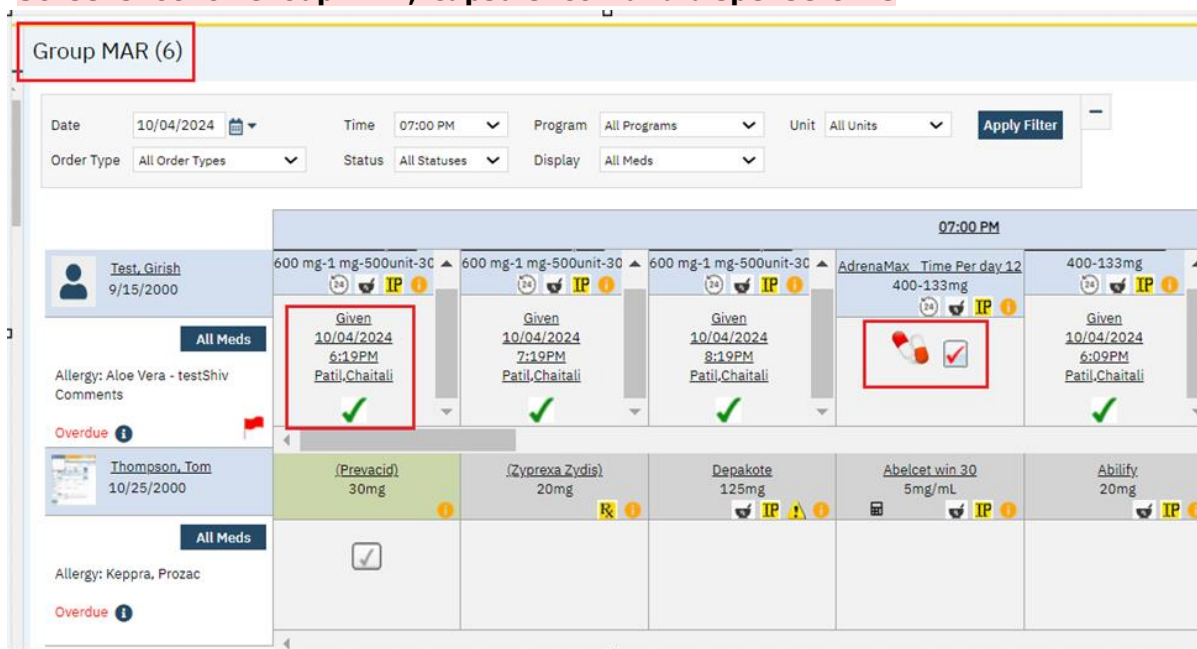 Group MAR (6)
Date 10/04/2024 Time 07:00 PM Program All Programs Unit All Units Apply Filter
Order Type All Order Types Status All Statuses Display All Meds
07:00 PM
Test, Girish
9/15/2000
All Meds
Allergy: Aloe Vera - testShiv
Comments
Overdue
600 mg-1 mg-500unit-30
24 IP
Given
10/04/2024
6:19PM
Patil,Chaitali
600 mg-1 mg-500unit-30
24 IP
Given
10/04/2024
7:19PM
Patil,Chaitali
600 mg-1 mg-500unit-30
24 IP
Given
10/04/2024
8:19PM
Patil,Chaitali
AdrenaMax Time Per day 12
400-133mg
24 IP
400-133mg
24 IP
Given
10/04/2024
6:09PM
Patil,Chaitali
Thompson, Tom
10/25/2000
All Meds
Allergy: Keppra, Prozac
Overdue
(Prevacid)
30mg
(Zyprexa Zydis)
20mg
Rx
Depakote
125mg
IP
Abelcet win 30
5mg/mL
IP
Abilify
20mg
IP